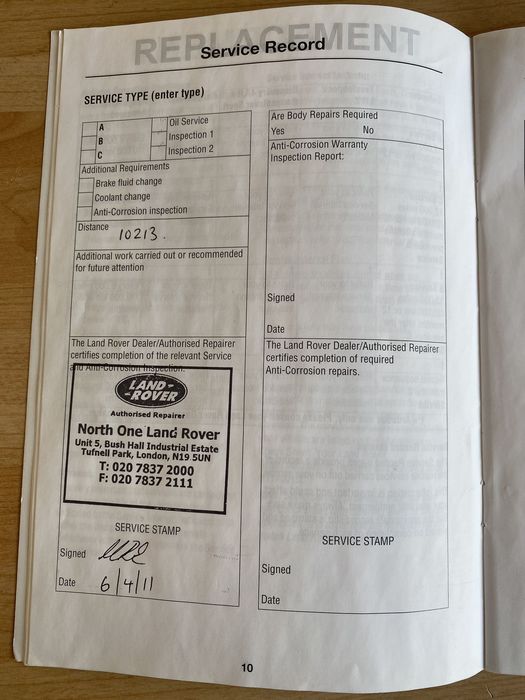 REPLACEMENT
Service Record
SERVICE TYPE (enter type)
A
B
C
Oil Service
Inspection 1
Inspection 2
Additional Requirements
Brake fluid change
Coolant change
Anti-Corrosion inspection
Distance
10213.
Additional work carried out or recommended
for future attention
The Land Rover Dealer/Authorised Repairer
certifies completion of the relevant Service
and Anti-Corrosion Inspection.
LAND-
-ROVER
Authorised Repairer
North One Land Rover
Unit 5, Bush Hall Industrial Estate
Tufnell Park, London, N19 5UN
T: 020 7837 2000
F: 020 7837 2111
SERVICE STAMP
Signed
Date 6/4/11
Are Body Repairs Required
Yes No
Anti-Corrosion Warranty
Inspection Report:
Signed
Date
The Land Rover Dealer/Authorised Repairer
certifies completion of required
Anti-Corrosion repairs.
SERVICE STAMP
Signed
Date
10